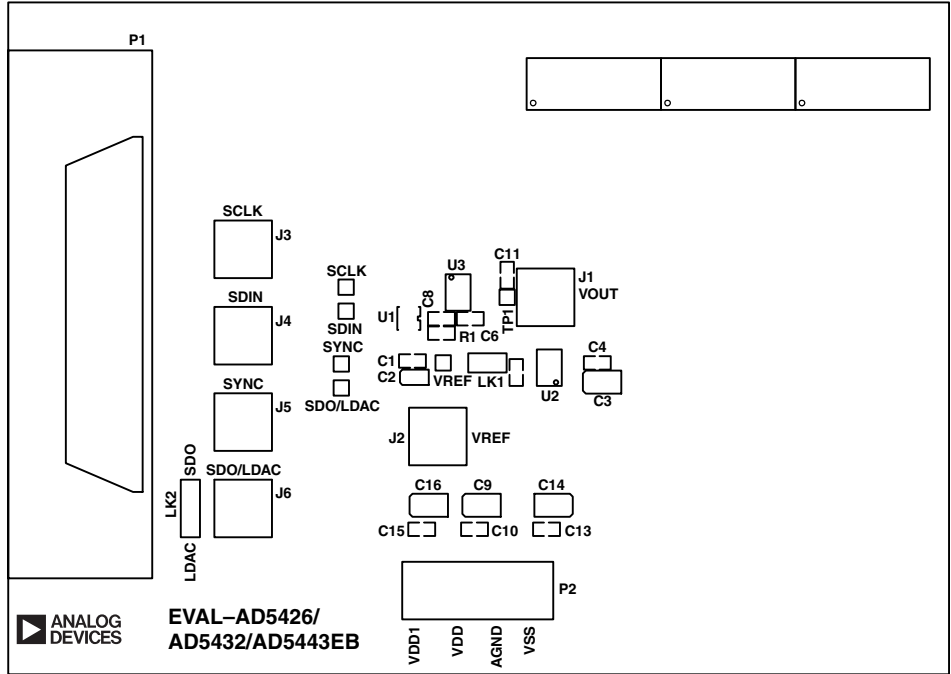 P1
SCLK
J3
SDIN
J4
SYNC
J5
SDO/LDAC
J6
SDO
LK2
LDAC
SCLK
SDIN
SYNC
SDO/LDAC
U3
C11
J1
VOUT
C8
U1
TP1
R1
C6
C1
C2
VREF
LK1
U2
C4
C3
J2
VREF
C16
C9
C14
C15
C10
C13
P2
VDD1
VDD
AGND
VSS
ANALOG
DEVICES
EVAL–AD5426/
AD5432/AD5443EB